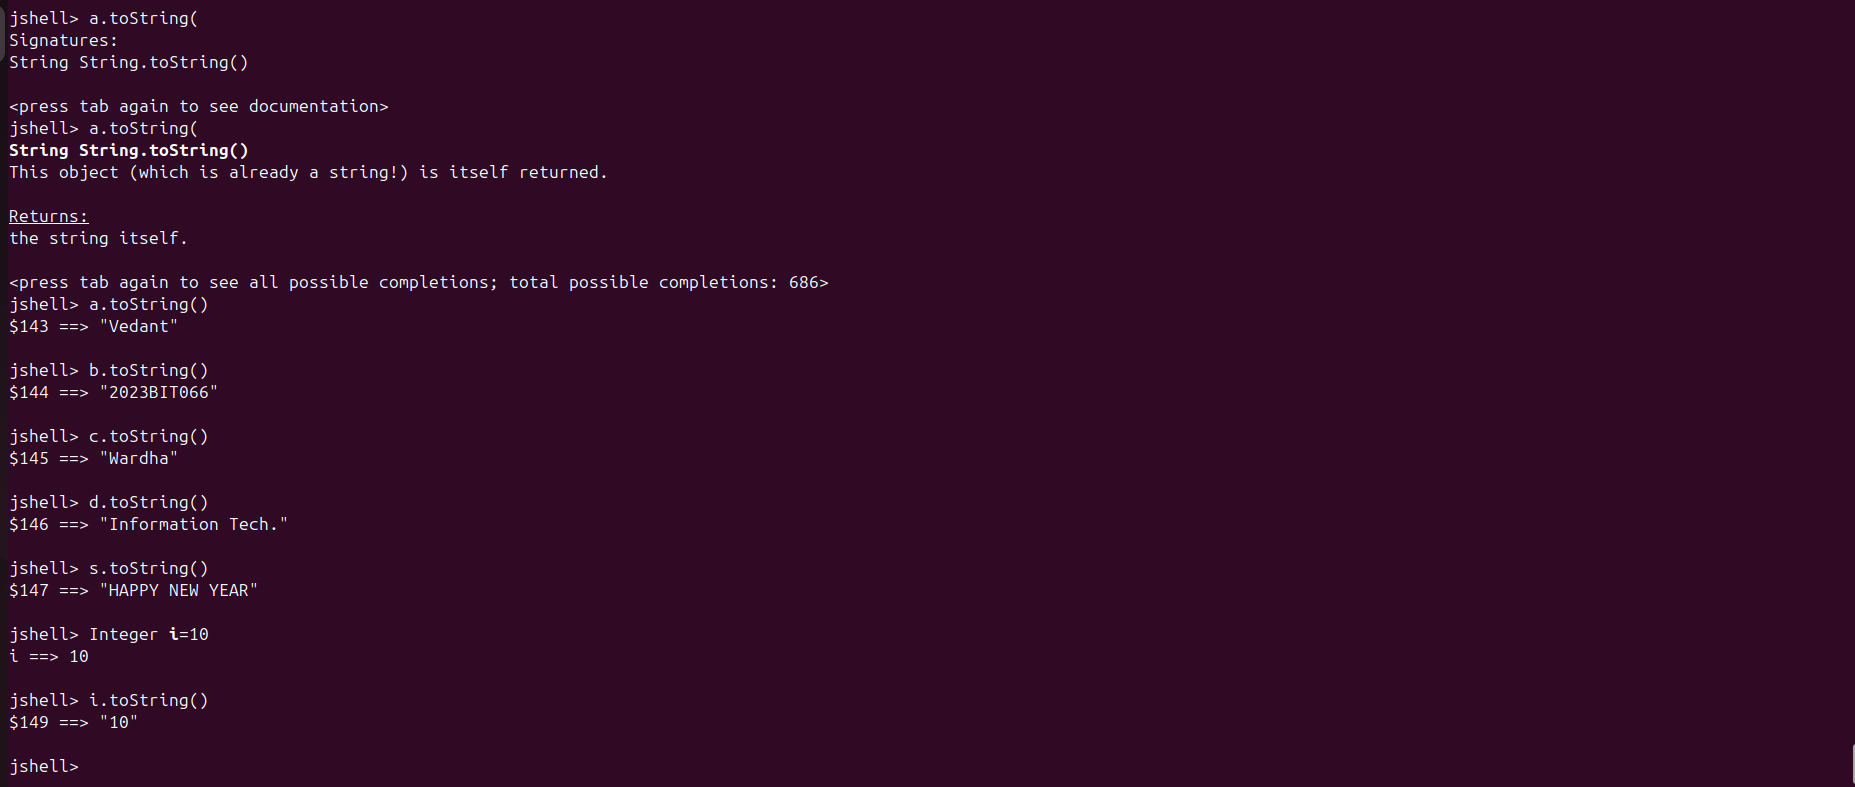 jshell> a.toString(
Signatures:
String String.toString()
<press tab again to see documentation>
jshell> a.toString(
String String.toString()
This object (which is already a string!) is itself returned.
Returns:
the string itself.
<press tab again to see all possible completions; total possible completions: 686>
jshell> a.toString()
$143 ==> "Vedant"
jshell> b.toString()
$144 ==> "2023BIT066"
jshell> c.toString()
$145 ==> "Wardha"
jshell> d.toString()
$146 ==> "Information Tech."
jshell> s.toString()
$147 ==> "HAPPY NEW YEAR"
jshell> Integer i=10
i ==> 10
jshell> i.toString()
$149 ==> "10"
jshell>